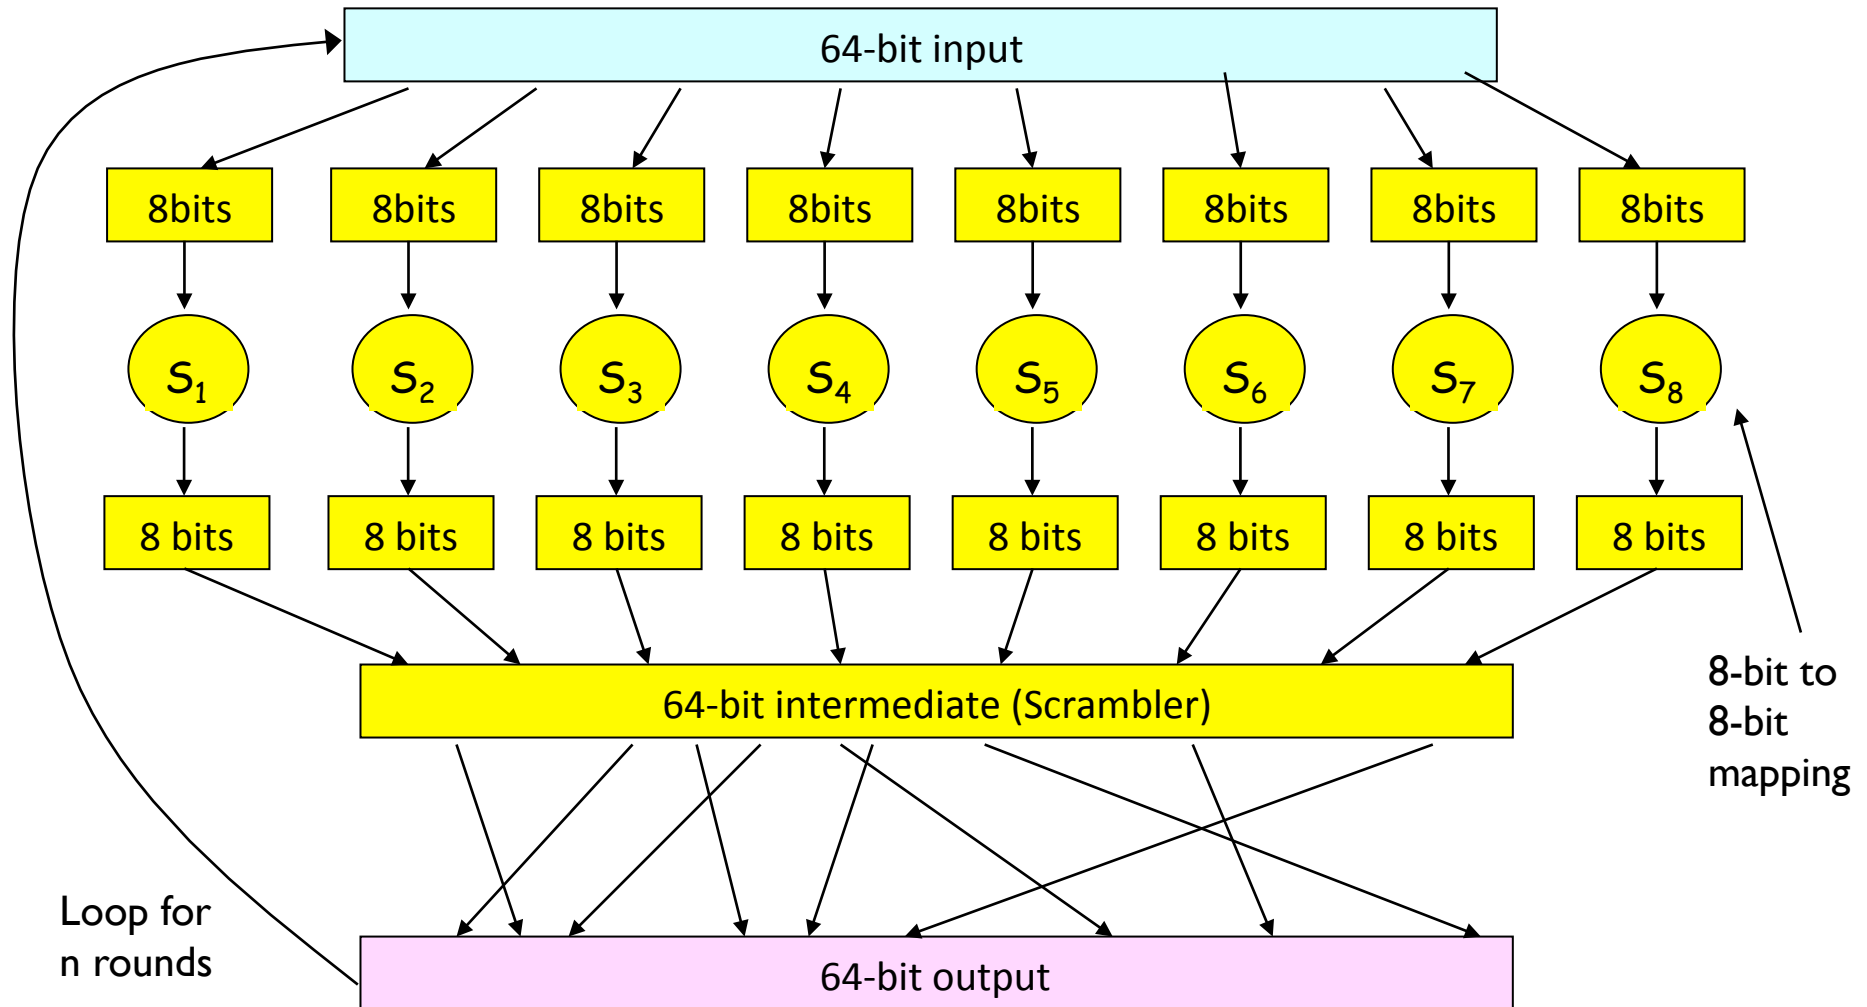 64-bit input
8bits 8bits 8bits 8bits 8bits 8bits 8bits 8bits
S₁ S₂ S₃ S₄ S₅ S₆ S₇ S₈
8 bits 8 bits 8 bits 8 bits 8 bits 8 bits 8 bits 8 bits
64-bit intermediate (Scrambler)
8-bit to
8-bit
mapping
Loop for
n rounds
64-bit output